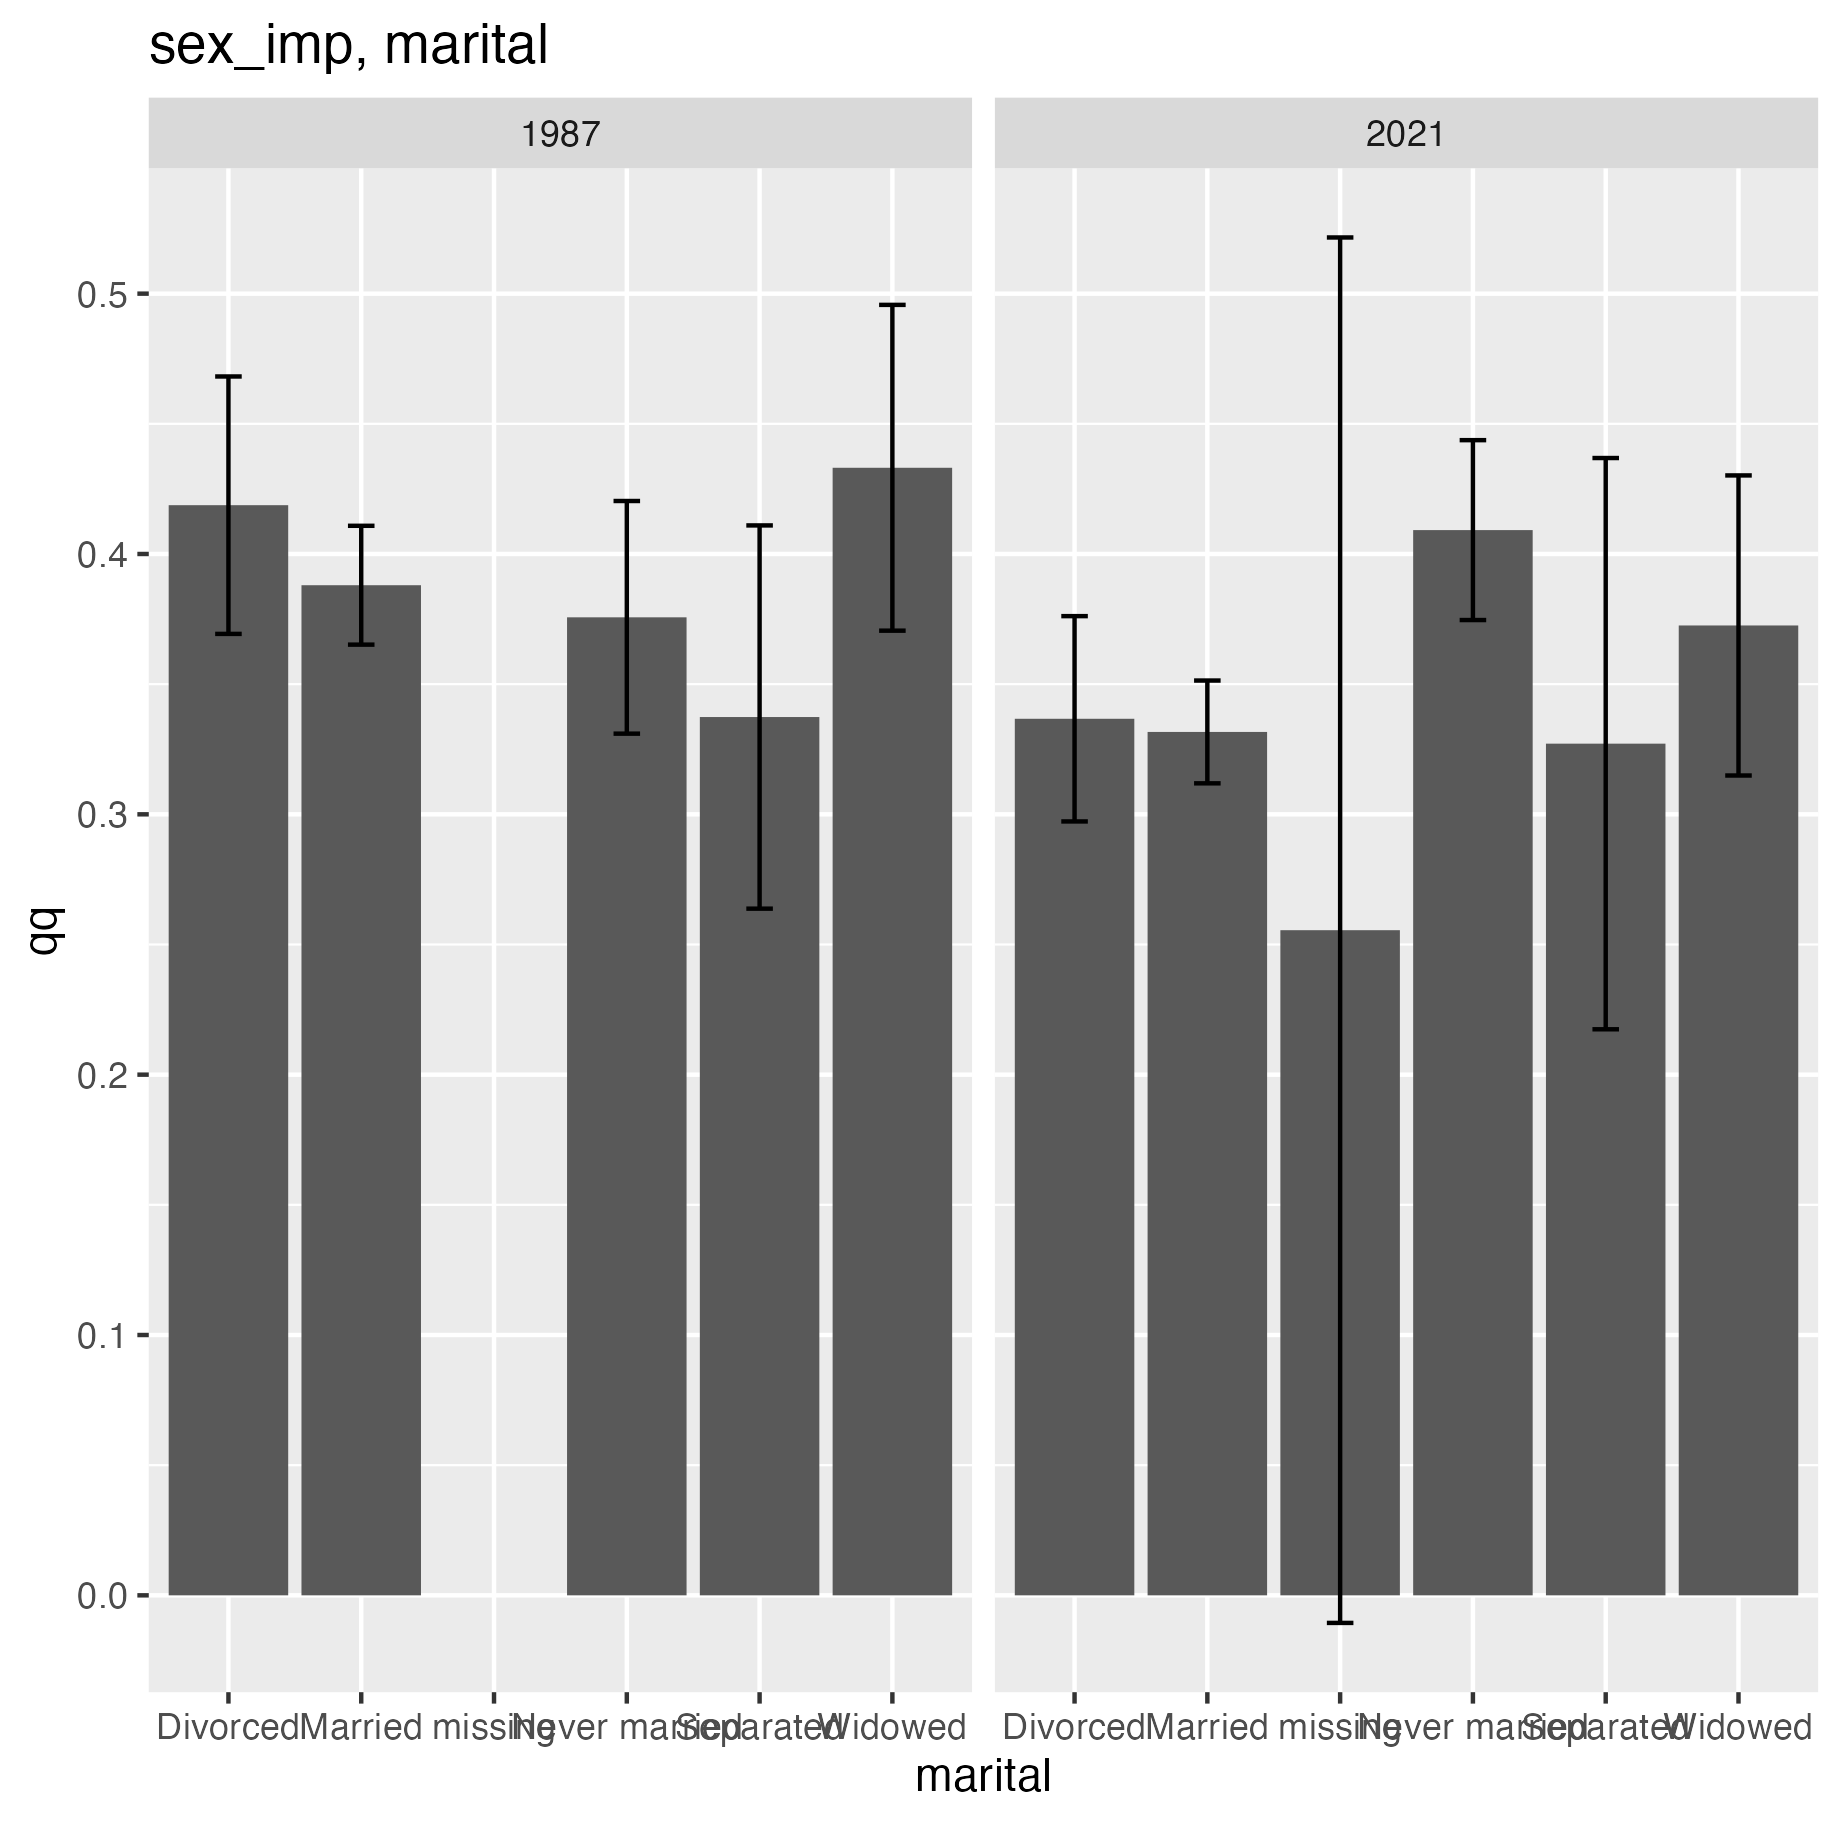 sex_imp, marital
1987
2021
qq
0.5
0.4
0.3
0.2
0.1
0.0
Divorced Married missing Never married Separated Widowed
Divorced Married missing Never married Separated Widowed
marital